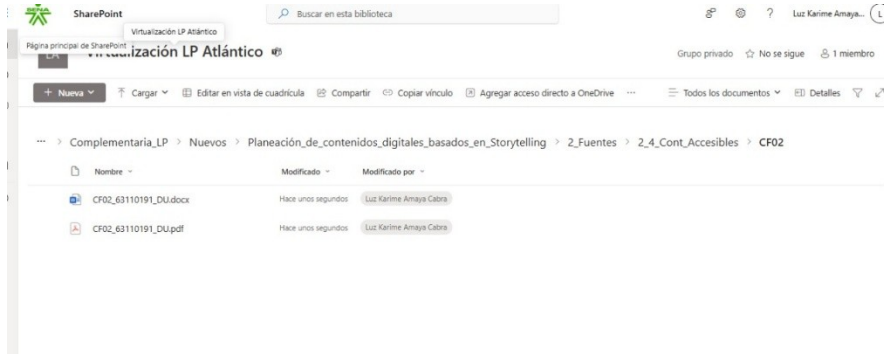 SENA
SharePoint
Buscar en esta biblioteca
?
Luz Karime Amaya...
L
Virtualización LP Atlántico
Página principal de SharePoint
Virtualización LP Atlántico
Grupo privado
No se sigue
1 miembro
+ Nueva
Cargar
Editar en vista de cuadrícula
Compartir
Copiar vínculo
Agregar acceso directo a OneDrive
...
Todos los documentos
Detalles
... > Complementaria_LP > Nuevos > Planeación_de_contenidos_digitales_basados_en_Storytelling > 2_Fuentes > 2_4_Cont_Accesibles > CF02
Nombre
Modificado
Modificado por
CF02_63110191_DU.docx
Hace unos segundos
Luz Karime Amaya Cabra
CF02_63110191_DU.pdf
Hace unos segundos
Luz Karime Amaya Cabra